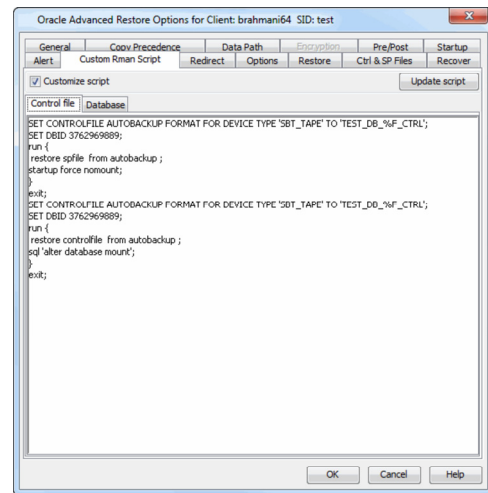 Oracle Advanced Restore Options for Client: brahmani64 SID: test
General Copy Precedence Data Path Encryption Pre/Post Startup
Alert Custom Rman Script Redirect Options Restore Ctrl & SP Files Recover
Customize script Update script
Control file Database
SET CONTROLFILE AUTOBACKUP FORMAT FOR DEVICE TYPE 'SBT_TAPE' TO 'TEST_DB_%F_CTRL';
SET DBID 3762969889;
run {
restore spfile from autobackup ;
startup force nomount;
}
exit;
SET CONTROLFILE AUTOBACKUP FORMAT FOR DEVICE TYPE 'SBT_TAPE' TO 'TEST_DB_%F_CTRL';
SET DBID 3762969889;
run {
restore controlfile from autobackup ;
sql 'alter database mount';
}
exit;
OK Cancel Help